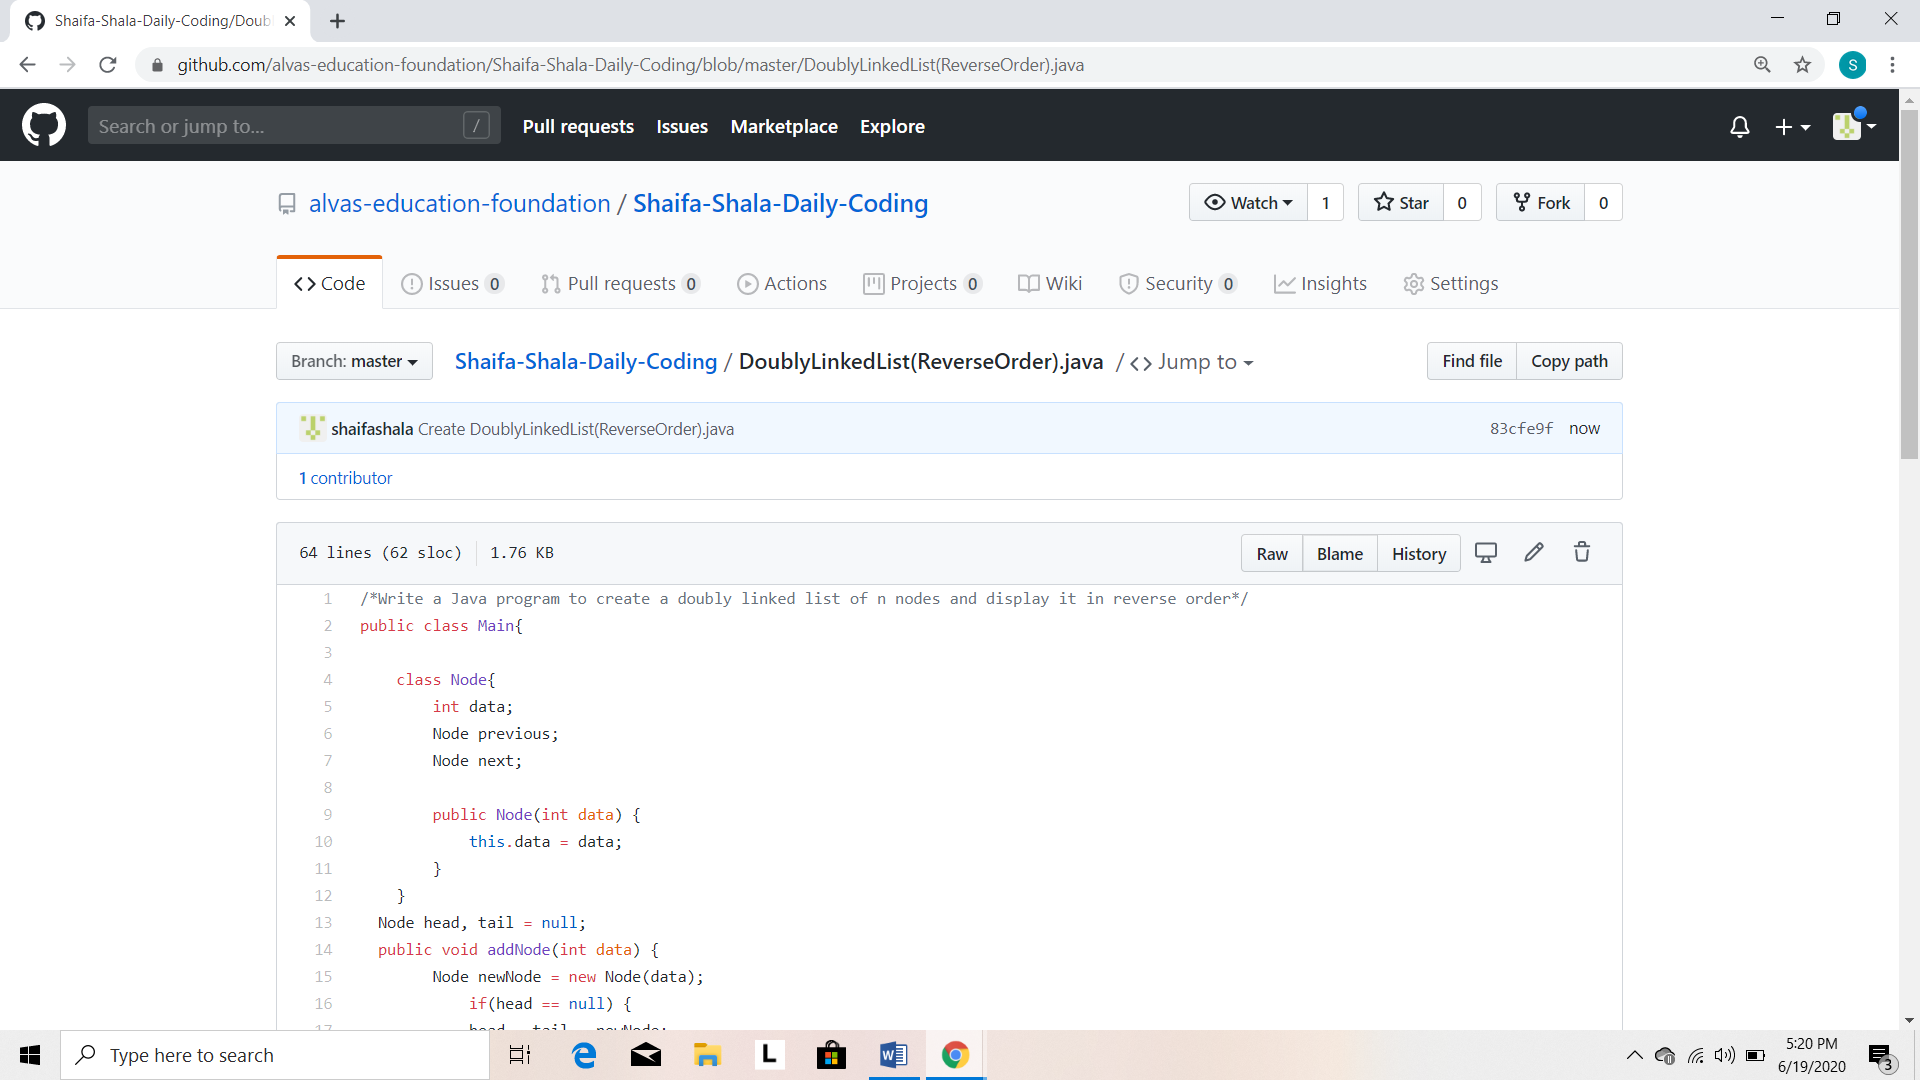 Shaifa-Shala-Daily-Coding/Doub
github.com/alvas-education-foundation/Shaifa-Shala-Daily-Coding/blob/master/DoublyLinkedList(ReverseOrder).java
S
Search or jump to...
/
Pull requests
Issues
Marketplace
Explore
alvas-education-foundation / Shaifa-Shala-Daily-Coding
Watch 1
Star 0
Fork 0
Code
Issues 0
Pull requests 0
Actions
Projects 0
Wiki
Security 0
Insights
Settings
Branch: master
Shaifa-Shala-Daily-Coding / DoublyLinkedList(ReverseOrder).java / <> Jump to
Find file
Copy path
shaifashala Create DoublyLinkedList(ReverseOrder).java
83cfe9f now
1 contributor
64 lines (62 sloc) 1.76 KB
Raw
Blame
History
1 /*Write a Java program to create a doubly linked list of n nodes and display it in reverse order*/
2 public class Main{
3
4 class Node{
5 int data;
6 Node previous;
7 Node next;
8
9 public Node(int data) {
10 this.data = data;
11 }
12 }
13 Node head, tail = null;
14 public void addNode(int data) {
15 Node newNode = new Node(data);
16 if(head == null) {
17 head = tail = newNode;
Type here to search
L
W
5:20 PM
6/19/2020
3